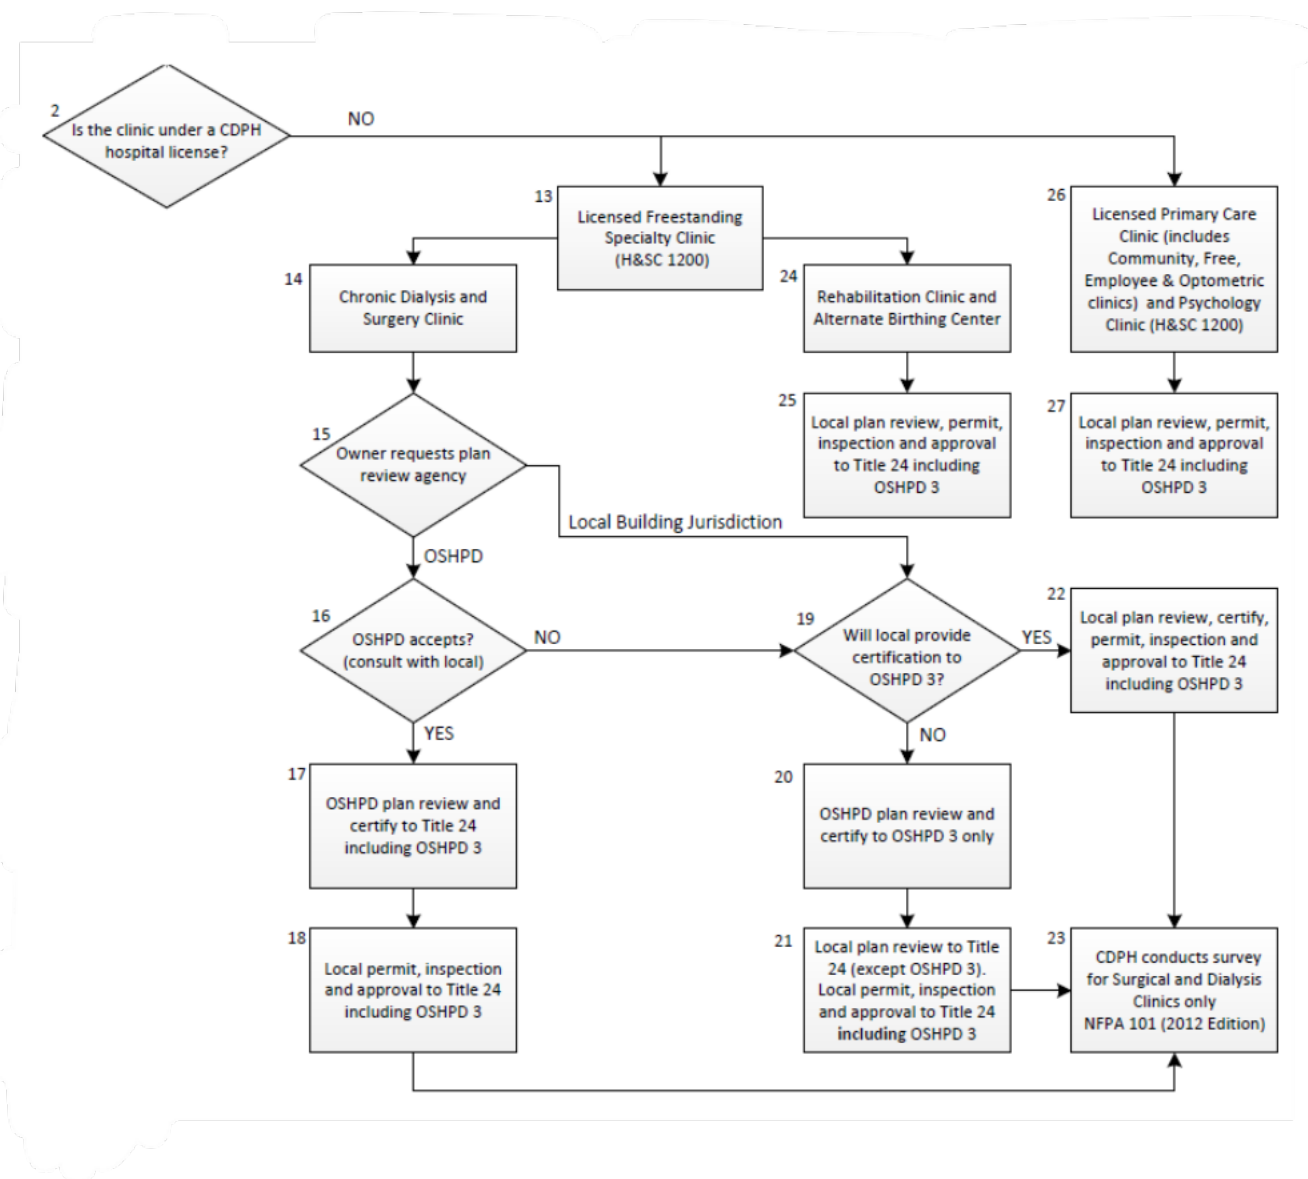 2
Is the clinic under a CDPH
hospital license?
NO
13
Licensed Freestanding
Specialty Clinic
(H&SC 1200)
26
Licensed Primary Care
Clinic (includes
Community, Free,
Employee & Optometric
clinics) and Psychology
Clinic (H&SC 1200)
14
Chronic Dialysis and
Surgery Clinic
24
Rehabilitation Clinic and
Alternate Birthing Center
15
Owner requests plan
review agency
25
Local plan review, permit,
inspection and approval
to Title 24 including
OSHPD 3
27
Local plan review, permit,
inspection and approval
to Title 24 including
OSHPD 3
Local Building Jurisdiction
OSHPD
16
OSHPD accepts?
(consult with local)
NO
19
Will local provide
certification to
OSHPD 3?
YES
22
Local plan review, certify,
permit, inspection and
approval to Title 24
including OSHPD 3
YES
NO
17
OSHPD plan review and
certify to Title 24
including OSHPD 3
20
OSHPD plan review and
certify to OSHPD 3 only
18
Local permit, inspection
and approval to Title 24
including OSHPD 3
21
Local plan review to Title
24 (except OSHPD 3).
Local permit, inspection
and approval to Title 24
including OSHPD 3
23
CDPH conducts survey
for Surgical and Dialysis
Clinics only
NFPA 101 (2012 Edition)